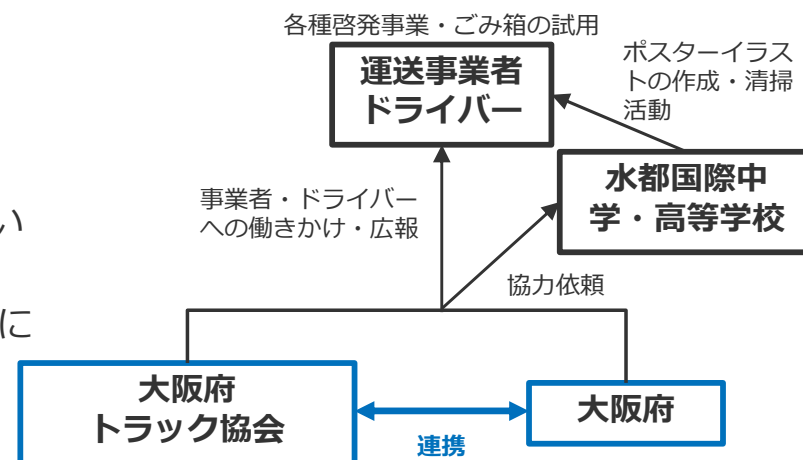 各種啓発事業・ごみ箱の試用
運送事業者
ドライバー
ポスターイラス
トの作成・清掃
活動
水都国際中
学・高等学校
事業者・ドライバー
への働きかけ・広報
い
協力依頼
に
大阪府
トラック協会
大阪府
連携